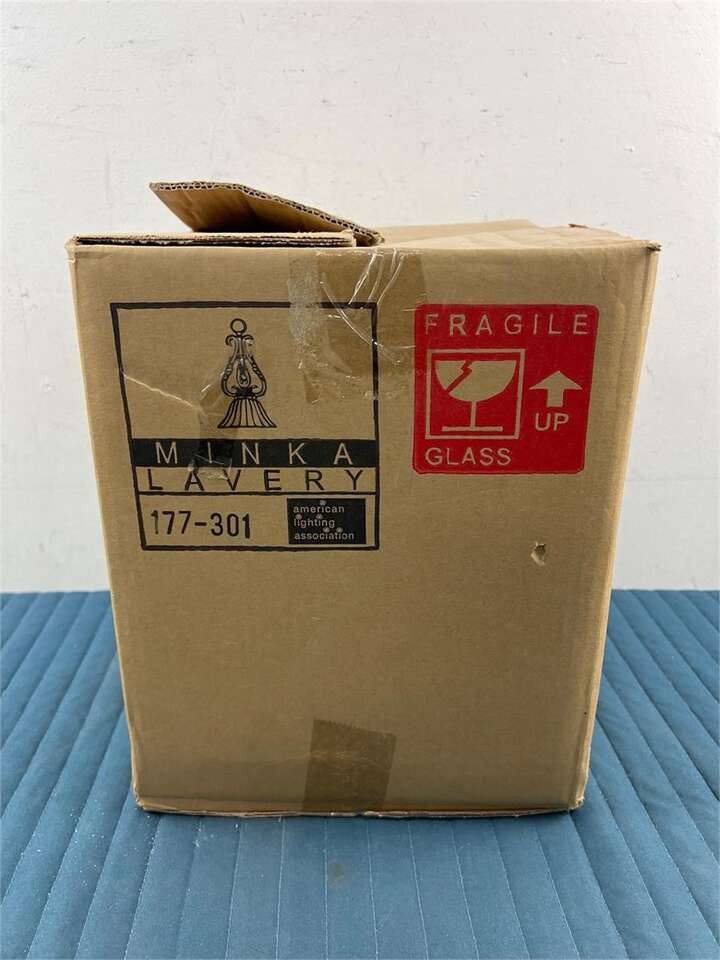 MINKA
LAVERY
177-301
american
lighting
association
FRAGILE
UP
GLASS